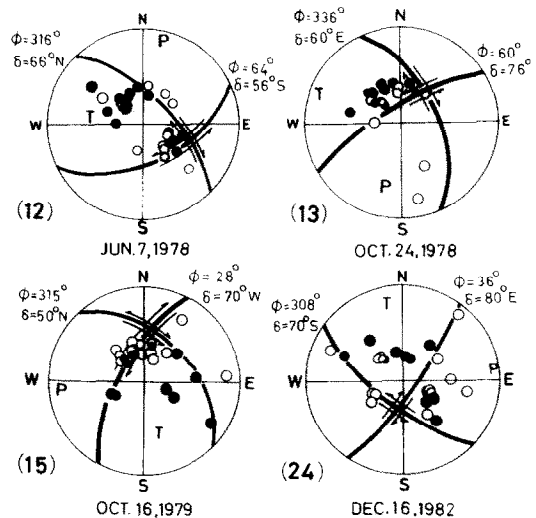 N
N
Φ=316°
δ=66°N
P
Φ=64°
δ=56°S
Φ=336°
δ=60°E
Φ=60°
δ=76°
T
W
E
T
W
E
P
S
S
(12)
(13)
JUN.7,1978
OCT.24,1978
N
N
Φ=315°
δ=50°N
Φ=28°
δ=70°W
Φ=308°
δ=70°S
Φ=36°
δ=80°E
T
W
P
E
W
P
E
T
S
S
(15)
(24)
OCT.16,1979
DEC.16,1982